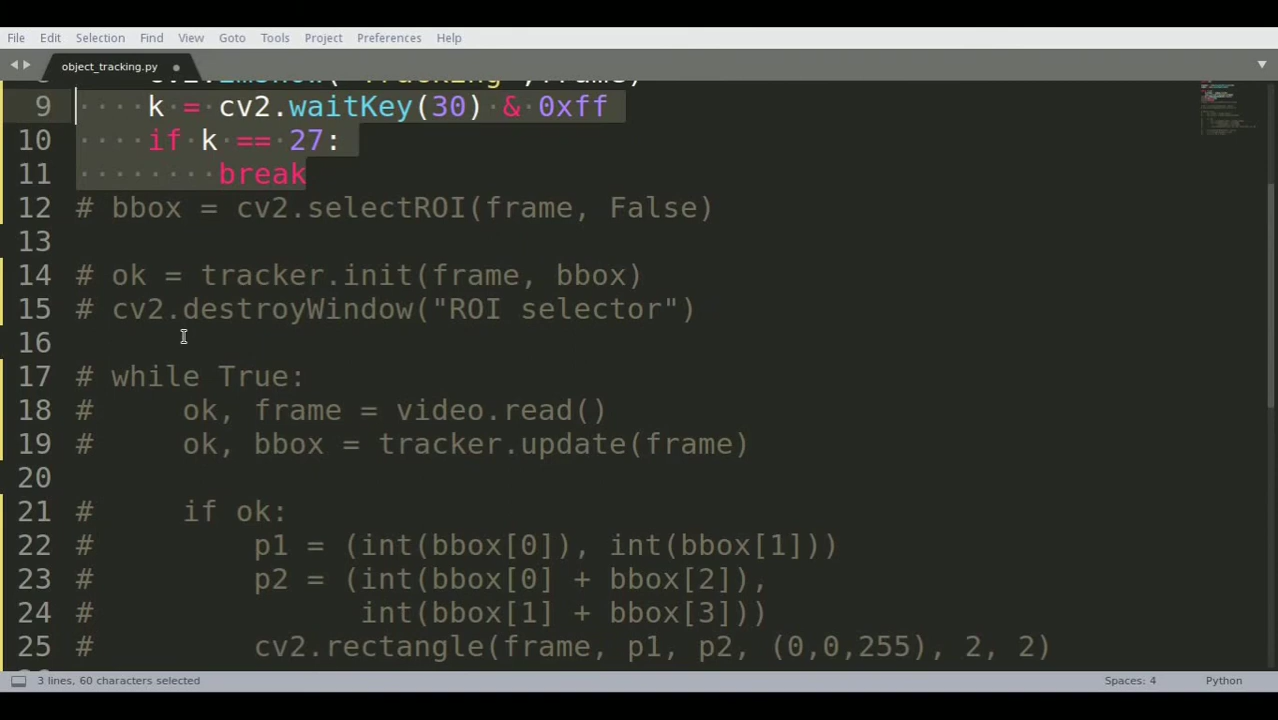 File Edit Selection Find View Goto Tools Project Preferences Help
object_tracking.py
9 k = cv2.waitKey(30) & 0xff
10 if k == 27:
11 break
12 # bbox = cv2.selectROI(frame, False)
13
14 # ok = tracker.init(frame, bbox)
15 # cv2.destroyWindow("ROI selector")
16
17 # while True:
18 # ok, frame = video.read()
19 # ok, bbox = tracker.update(frame)
20
21 # if ok:
22 # p1 = (int(bbox[0]), int(bbox[1]))
23 # p2 = (int(bbox[0] + bbox[2]),
24 # int(bbox[1] + bbox[3]))
25 # cv2.rectangle(frame, p1, p2, (0,0,255), 2, 2)
3 lines, 60 characters selected Spaces: 4 Python